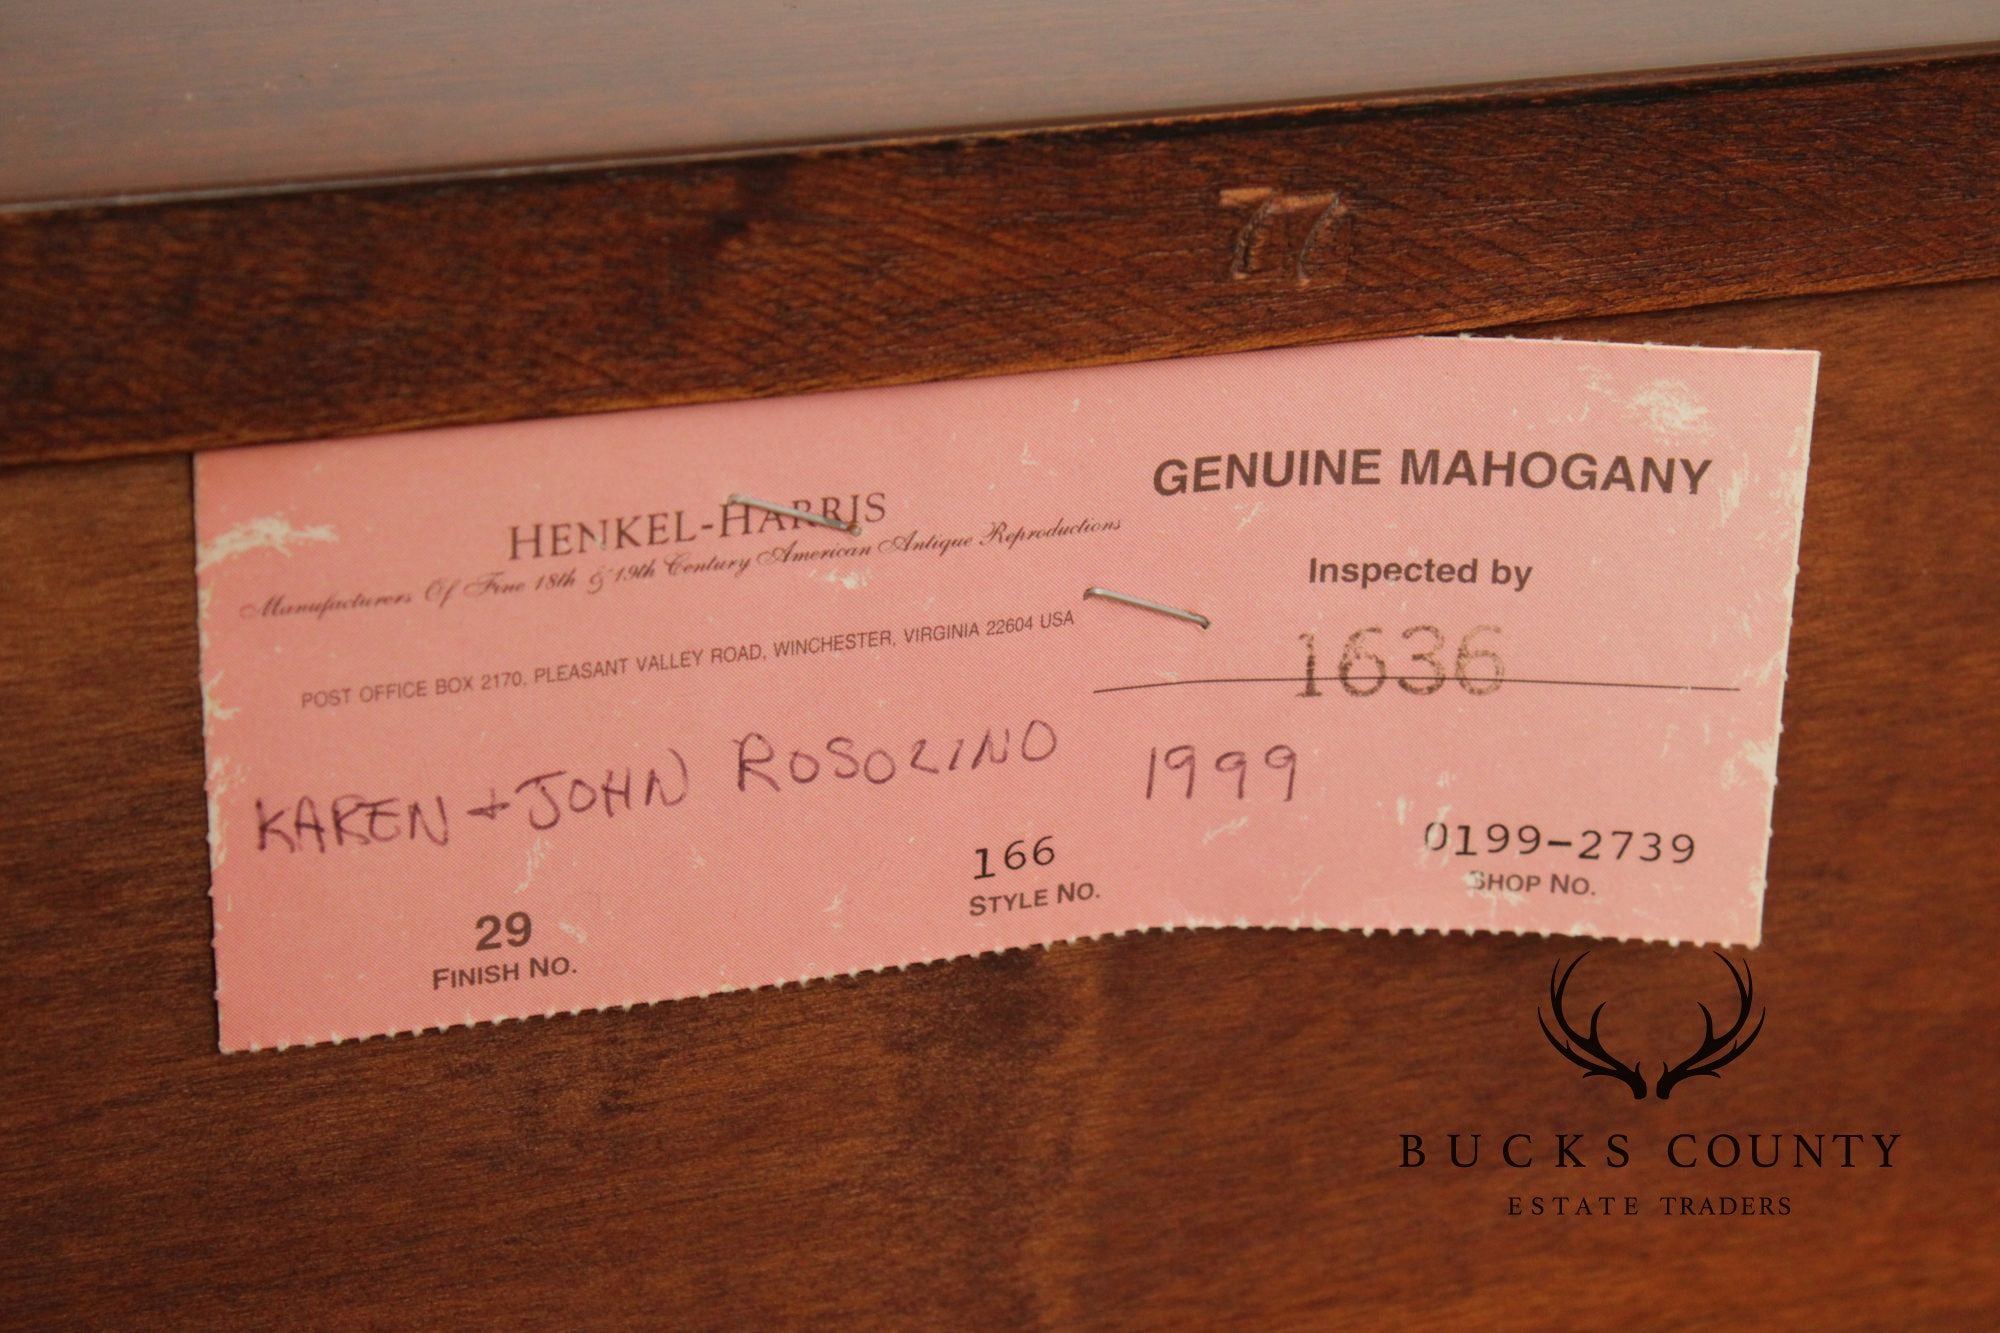 77
HENKEL-HARRIS
Manufacturers Of Fine 18th & 19th Century American Antique Reproductions
POST OFFICE BOX 2170, PLEASANT VALLEY ROAD, WINCHESTER, VIRGINIA 22604 USA
GENUINE MAHOGANY
Inspected by
1636
KAREN + JOHN ROSOLINO 1999
29
FINISH NO.
166
STYLE NO.
0199-2739
SHOP NO.
BUCKS COUNTY
ESTATE TRADERS